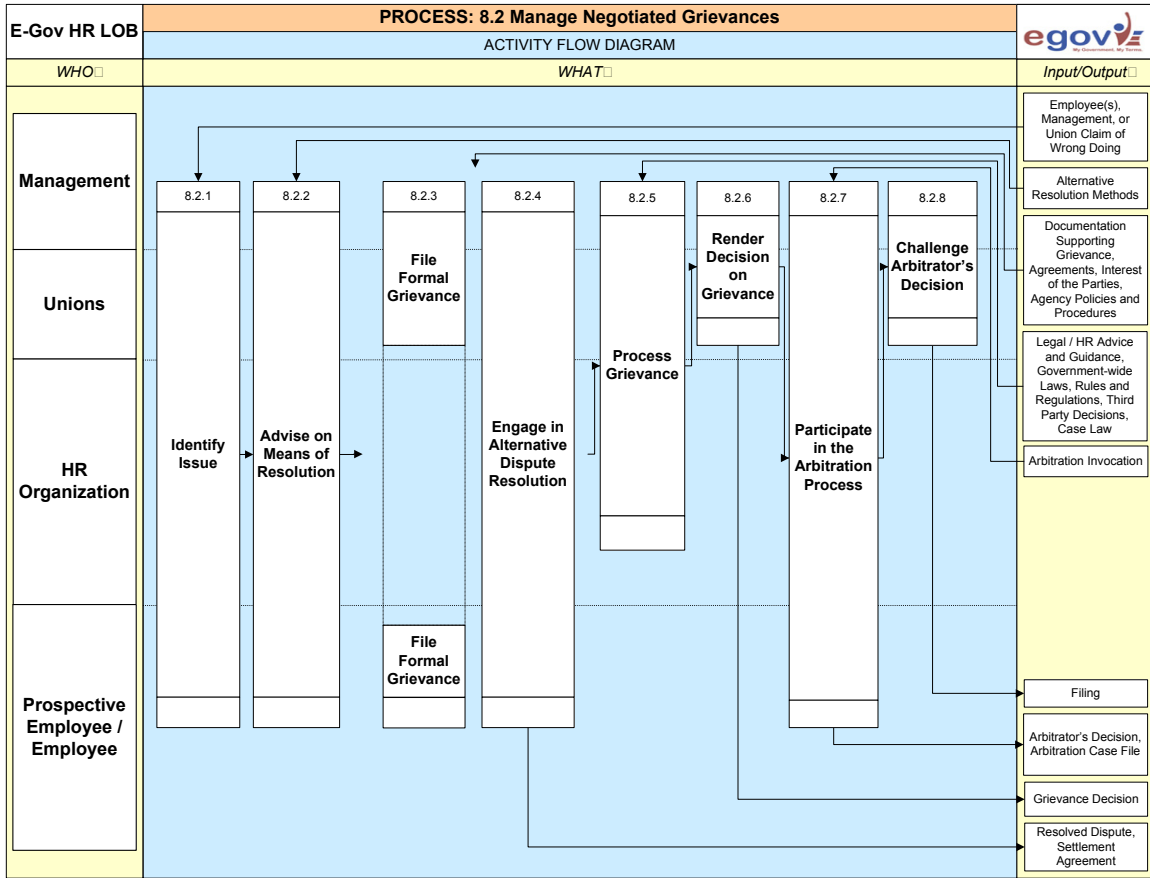 E-Gov HR LOB
PROCESS: 8.2 Manage Negotiated Grievances
ACTIVITY FLOW DIAGRAM
egov
My Government. My Terms.
WHO
WHAT
Input/Output
Management
Unions
HR
Organization
Prospective
Employee /
Employee
8.2.1
Identify
Issue
8.2.2
Advise on
Means of
Resolution
8.2.3
File
Formal
Grievance
File
Formal
Grievance
8.2.4
Engage in
Alternative
Dispute
Resolution
8.2.5
Process
Grievance
8.2.6
Render
Decision
on
Grievance
8.2.7
Participate
in the
Arbitration
Process
8.2.8
Challenge
Arbitrator's
Decision
Employee(s),
Management, or
Union Claim of
Wrong Doing
Alternative
Resolution Methods
Documentation
Supporting
Grievance,
Agreements, Interest
of the Parties,
Agency Policies and
Procedures
Legal / HR Advice
and Guidance,
Government-wide
Laws, Rules and
Regulations, Third
Party Decisions,
Case Law
Arbitration Invocation
Filing
Arbitrator's Decision,
Arbitration Case File
Grievance Decision
Resolved Dispute,
Settlement
Agreement